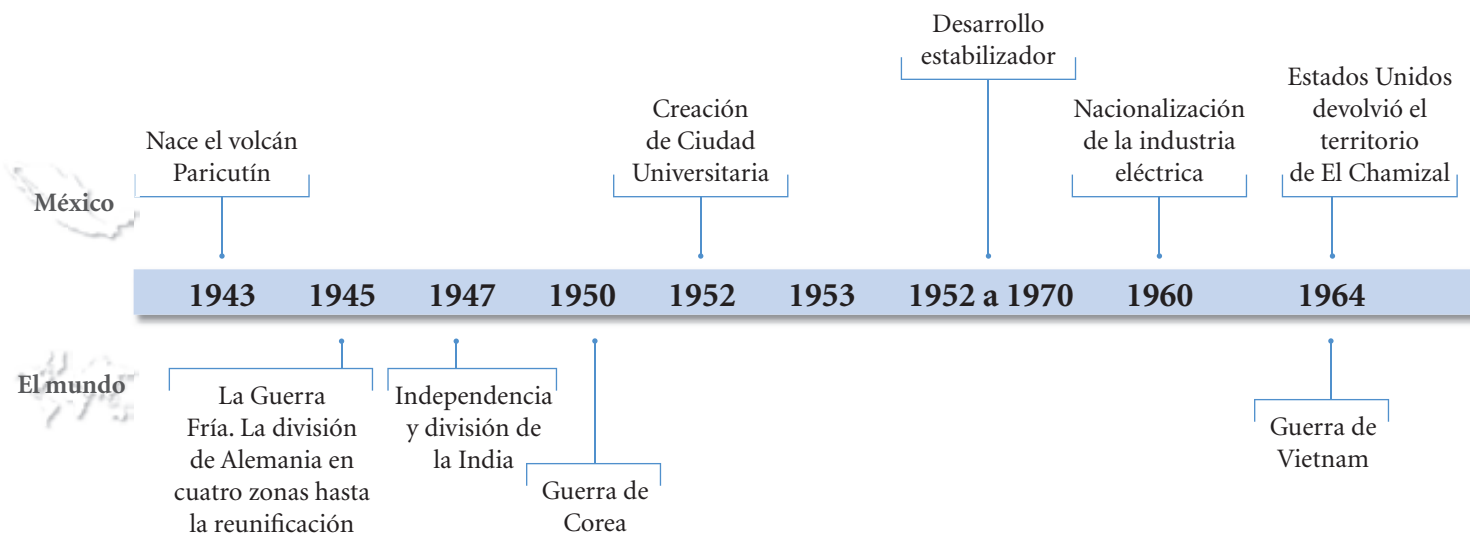 Desarrollo
estabilizador
Nace el volcán
Paricutín
Creación
de Ciudad
Universitaria
Nacionalización
de la industria
eléctrica
Estados Unidos
devolvió el
territorio
de El Chamizal
México
1943 1945 1947 1950 1952 1953 1952 a 1970 1960 1964
El mundo
La Guerra
Fría. La división
de Alemania en
cuatro zonas hasta
la reunificación
Independencia
y división de
la India
Guerra de
Corea
Guerra de
Vietnam